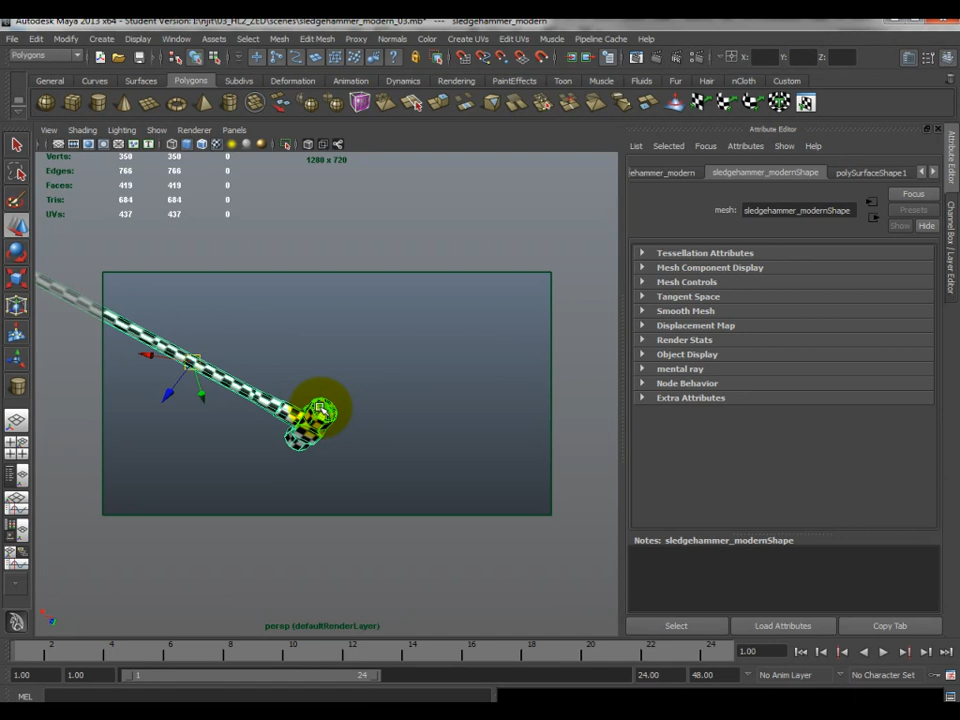 Autodesk Maya 2013 x64 - Student Version: sledgehammer_modern
File Edit Modify Create Display Window Assets Select Mesh Edit Mesh Proxy Normals Color Create UVs Edit UVs Muscle Pipeline Cache Help
Polygons X: Y: Z:
General Curves Surfaces Polygons Subdivs Deformation Animation Dynamics Rendering PaintEffects Toon Muscle Fluids Fur Hair nCloth Custom
View Shading Lighting Show Renderer Panels
Attribute Editor
List Selected Focus Attributes Show Help
Verts: 350 350 0
Edges: 766 766 0
Faces: 419 419 0
Tris: 684 684 0
UVs: 437 437 0
1280 x 720
lehammer_modern sledgehammer_modernShape polySurfaceShape1
Focus
mesh: sledgehammer_modernShape
Presets
Show Hide
Tessellation Attributes
Mesh Component Display
Mesh Controls
Tangent Space
Smooth Mesh
Displacement Map
Render Stats
Object Display
mental ray
Node Behavior
Extra Attributes
Notes: sledgehammer_modernShape
Select Load Attributes Copy Tab
Attribute Editor
Channel Box / Layer Editor
persp (defaultRenderLayer)
2 4 6 8 10 12 14 16 18 20 22 24
1.00
1.00 1.00 1 24 24.00 48.00 No Anim Layer No Character Set
MEL